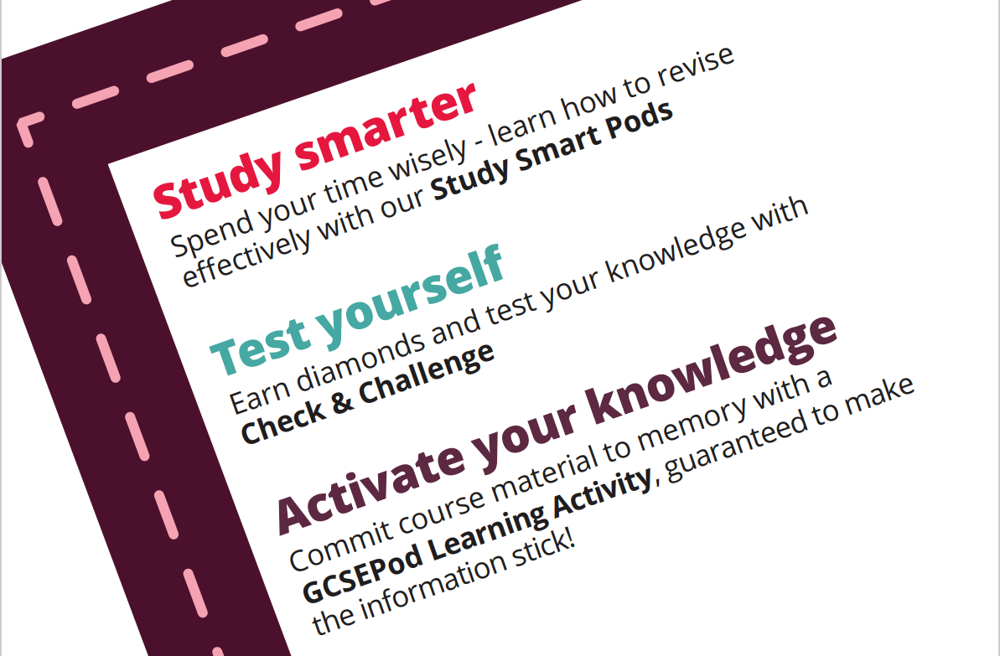 Study smarter
Spend your time wisely - learn how to revise
effectively with our Study Smart Pods
Test yourself
Earn diamonds and test your knowledge with
Check & Challenge
Activate your knowledge
Commit course material to memory with a
GCSEPod Learning Activity, guaranteed to make
the information stick!